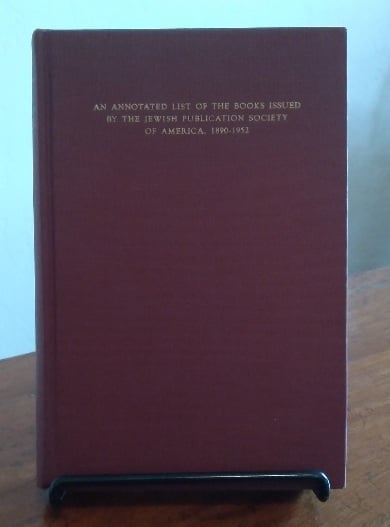 AN ANNOTATED LIST OF THE BOOKS ISSUED
BY THE JEWISH PUBLICATION SOCIETY
OF AMERICA, 1890-1952